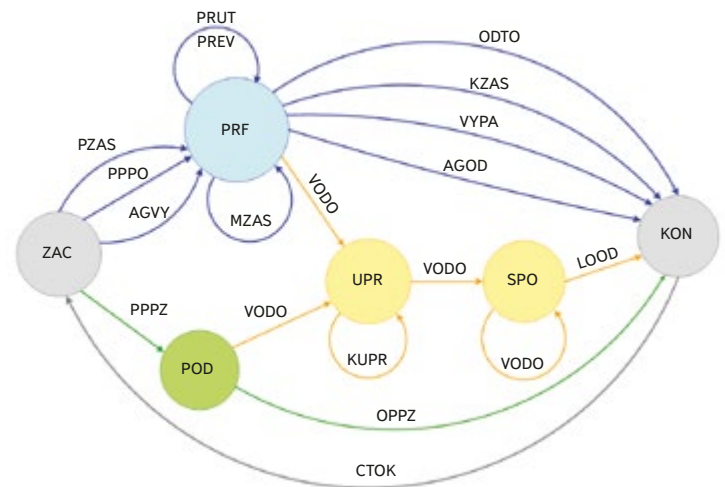 PRUT
PREV
ODTO
KZAS
PRF
VYPA
PZAS
PPPO
AGOD
AGVY
MZAS
VODO
ZAC
KON
UPR
VODO
SPO
LOOD
PPPZ
VODO
POD
KUPR
VODO
OPPZ
CTOK